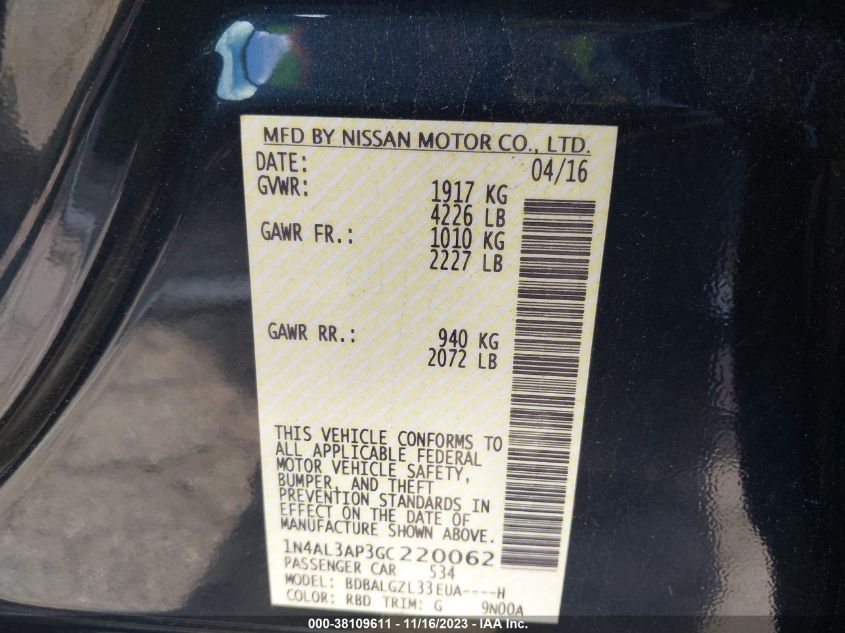 MFD BY NISSAN MOTOR CO., LTD.
DATE: 04/16
GVWR: 1917 KG
4226 LB
GAWR FR.: 1010 KG
2227 LB
GAWR RR.: 940 KG
2072 LB
THIS VEHICLE CONFORMS TO
ALL APPLICABLE FEDERAL
MOTOR VEHICLE SAFETY,
BUMPER, AND THEFT
PREVENTION STANDARDS IN
EFFECT ON THE DATE OF
MANUFACTURE SHOWN ABOVE.
1N4AL3AP3GC220062
PASSENGER CAR 534
MODEL: BDBALGZL33EUA----H
COLOR: RBD TRIM: G 9N00A
000-38109611 - 11/16/2023 - Copyright IAA, Inc.